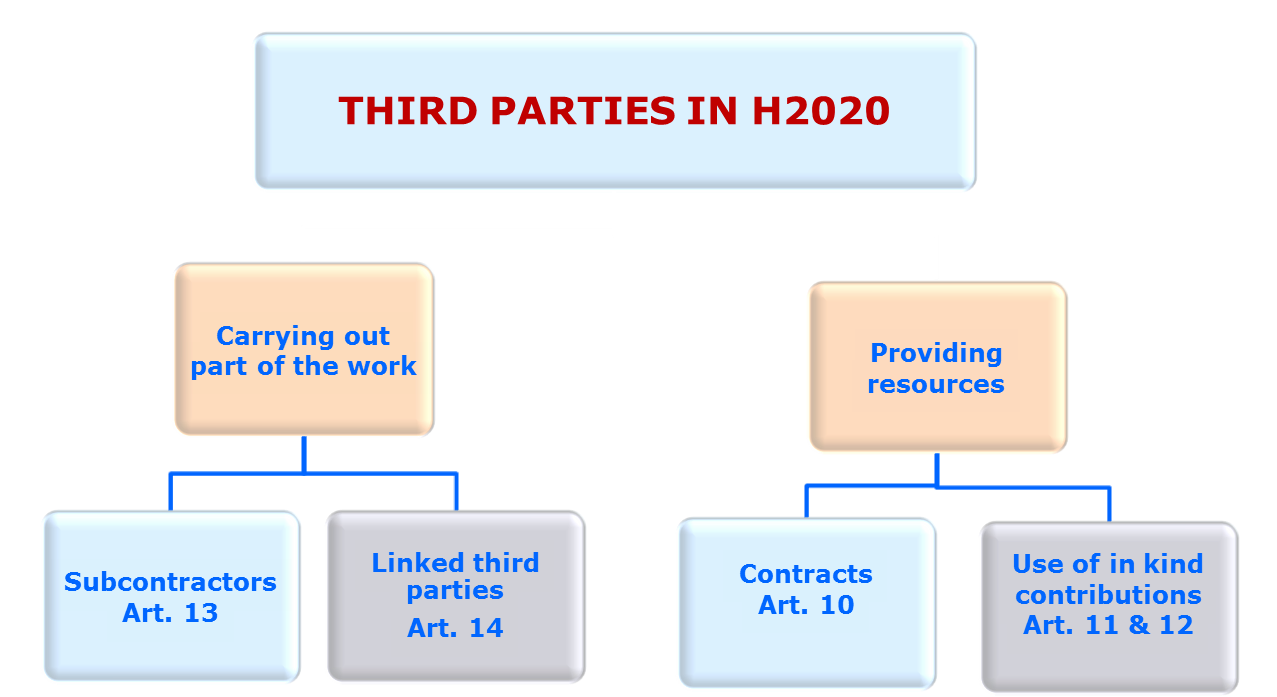 THIRD PARTIES IN H2020
Carrying out
part of the work
Providing
resources
Subcontractors
Art. 13
Linked third
parties
Art. 14
Contracts
Art. 10
Use of in kind
contributions
Art. 11 & 12